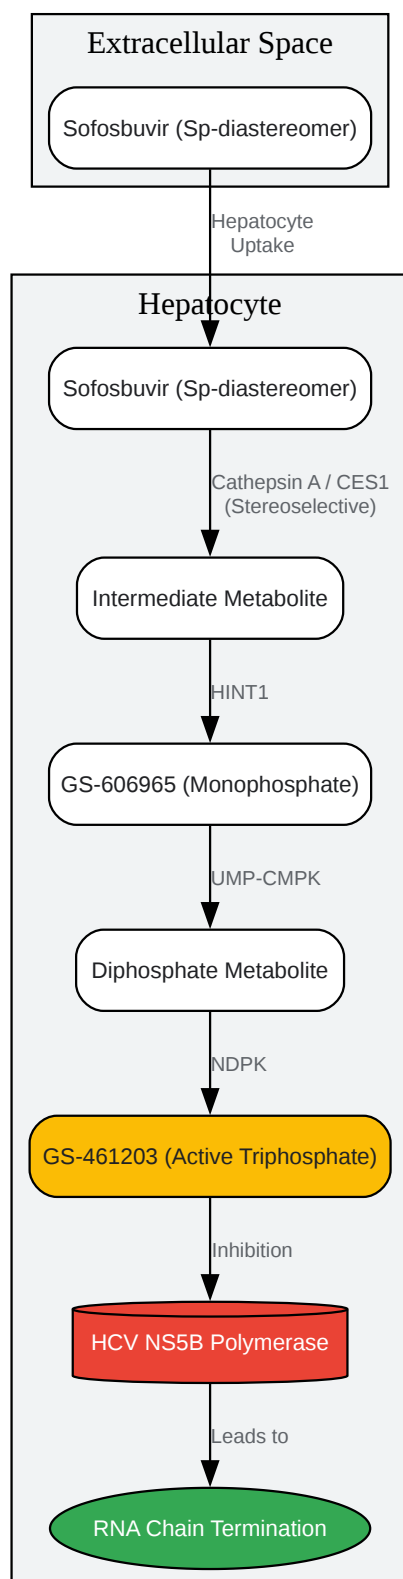 Extracellular Space
Sofosbuvir (Sp-diastereomer)
Hepatocyte
Uptake
Hepatocyte
Sofosbuvir (Sp-diastereomer)
Cathepsin A / CES1
(Stereoselective)
Intermediate Metabolite
HINT1
GS-606965 (Monophosphate)
UMP-CMPK
Diphosphate Metabolite
NDPK
GS-461203 (Active Triphosphate)
Inhibition
HCV NS5B Polymerase
Leads to
RNA Chain Termination